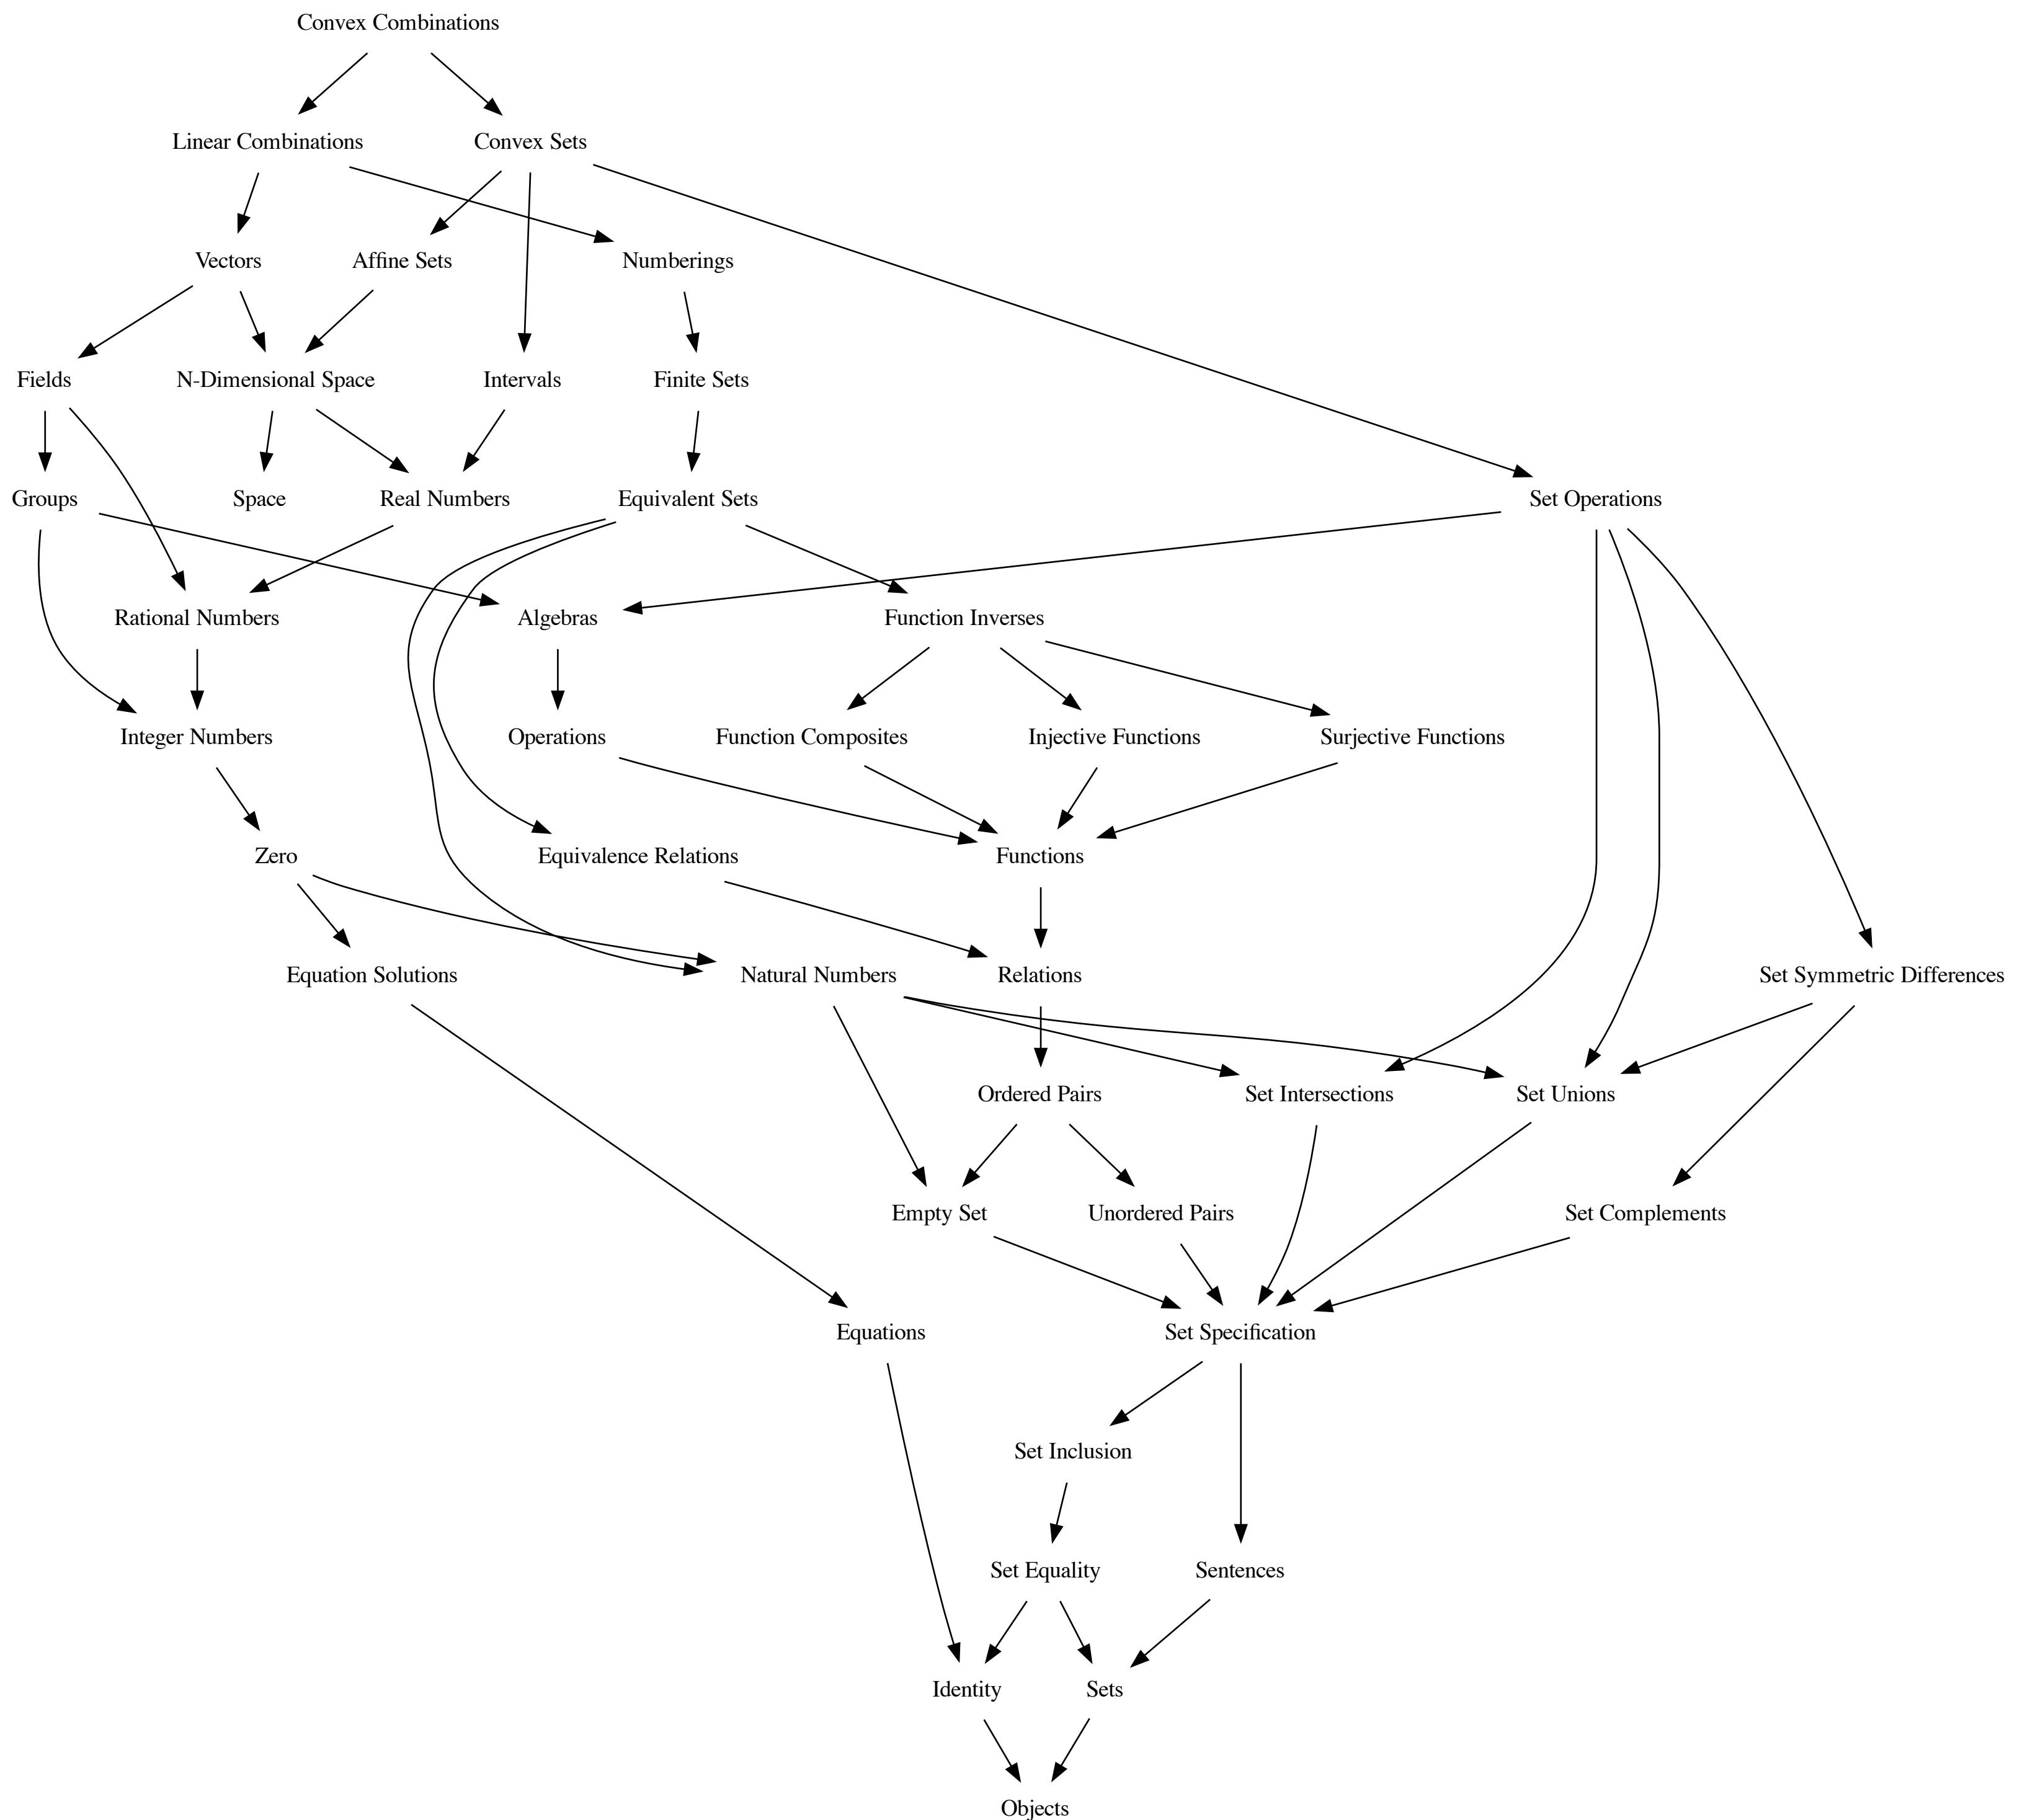 Convex Combinations
Linear Combinations
Convex Sets
Vectors
Affine Sets
Numberings
Fields
N-Dimensional Space
Intervals
Finite Sets
Groups
Space
Real Numbers
Equivalent Sets
Set Operations
Rational Numbers
Algebras
Function Inverses
Integer Numbers
Operations
Function Composites
Injective Functions
Surjective Functions
Zero
Equivalence Relations
Functions
Equation Solutions
Natural Numbers
Relations
Set Symmetric Differences
Ordered Pairs
Set Intersections
Set Unions
Empty Set
Unordered Pairs
Set Complements
Equations
Set Specification
Set Inclusion
Set Equality
Sentences
Identity
Sets
Objects